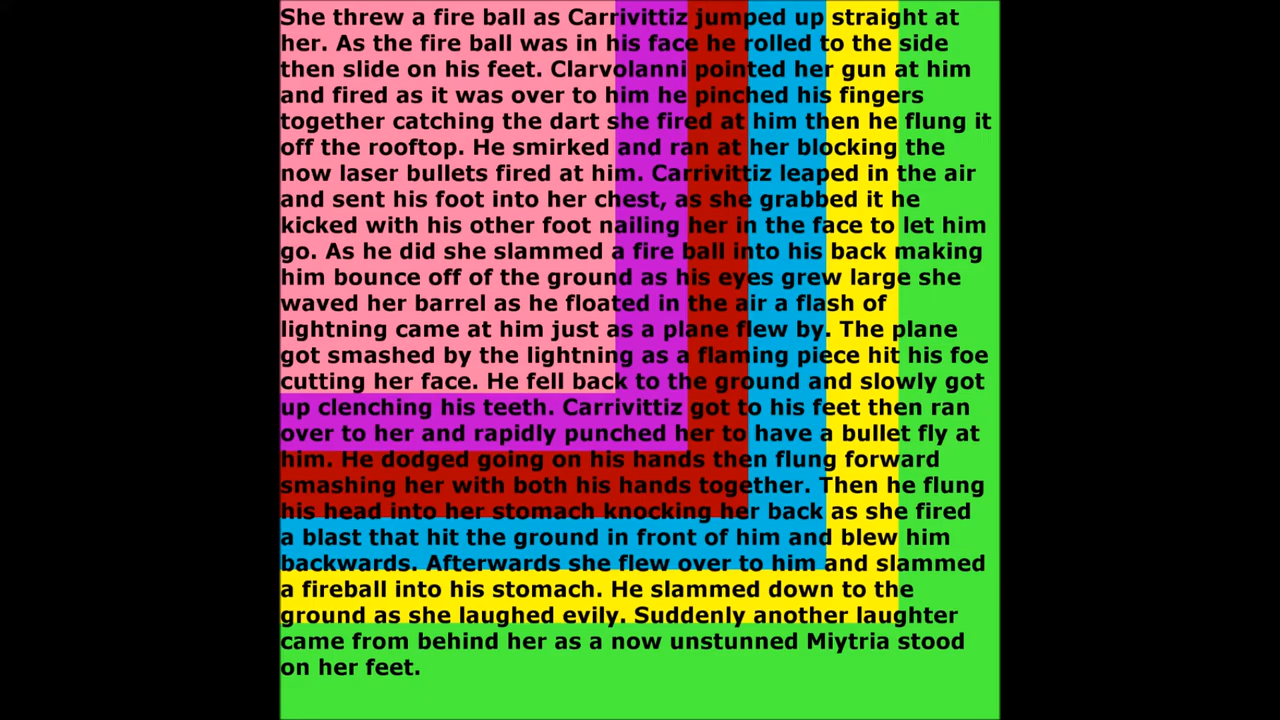 She threw a fire ball as Carrivittiz jumped up straight at
her. As the fire ball was in his face he rolled to the side
then slide on his feet. Clarvolanni pointed her gun at him
and fired as it was over to him he pinched his fingers
together catching the dart she fired at him then he flung it
off the rooftop. He smirked and ran at her blocking the
now laser bullets fired at him. Carrivittiz leaped in the air
and sent his foot into her chest, as she grabbed it he
kicked with his other foot nailing her in the face to let him
go. As he did she slammed a fire ball into his back making
him bounce off of the ground as his eyes grew large she
waved her barrel as he floated in the air a flash of
lightning came at him just as a plane flew by. The plane
got smashed by the lightning as a flaming piece hit his foe
cutting her face. He fell back to the ground and slowly got
up clenching his teeth. Carrivittiz got to his feet then ran
over to her and rapidly punched her to have a bullet fly at
him. He dodged going on his hands then flung forward
smashing her with both his hands together. Then he flung
his head into her stomach knocking her back as she fired
a blast that hit the ground in front of him and blew him
backwards. Afterwards she flew over to him and slammed
a fireball into his stomach. He slammed down to the
ground as she laughed evily. Suddenly another laughter
came from behind her as a now unstunned Miytria stood
on her feet.